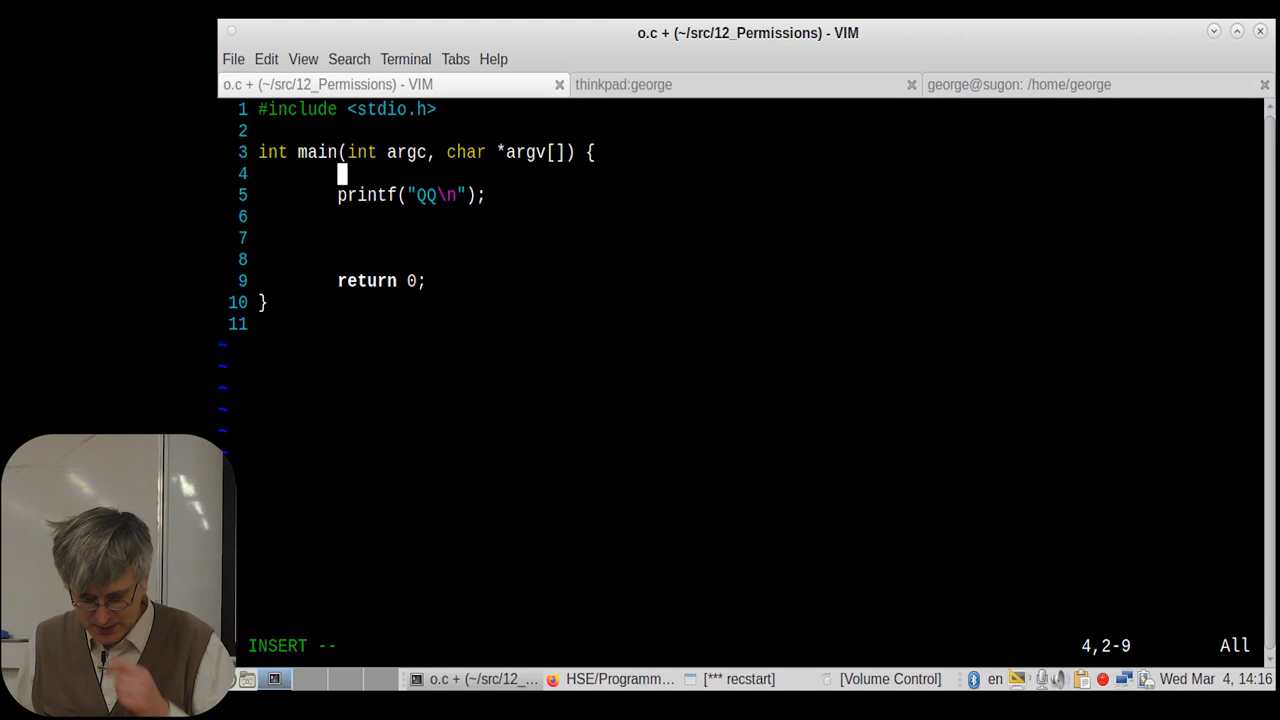 o.c + (~/src/12_Permissions) - VIM
File Edit View Search Terminal Tabs Help
o.c + (~/src/12_Permissions) - VIM thinkpad:george george@sugon: /home/george
1 #include <stdio.h>
2
3 int main(int argc, char *argv[]) {
4
5 printf("QQ\n");
6
7
8
9 return 0;
10 }
11
~
~
~
~
~
~
INSERT -- 4,2-9 All
o.c + (~/src/12_... HSE/Programm... [*** recstart] [Volume Control] en Wed Mar 4, 14:16